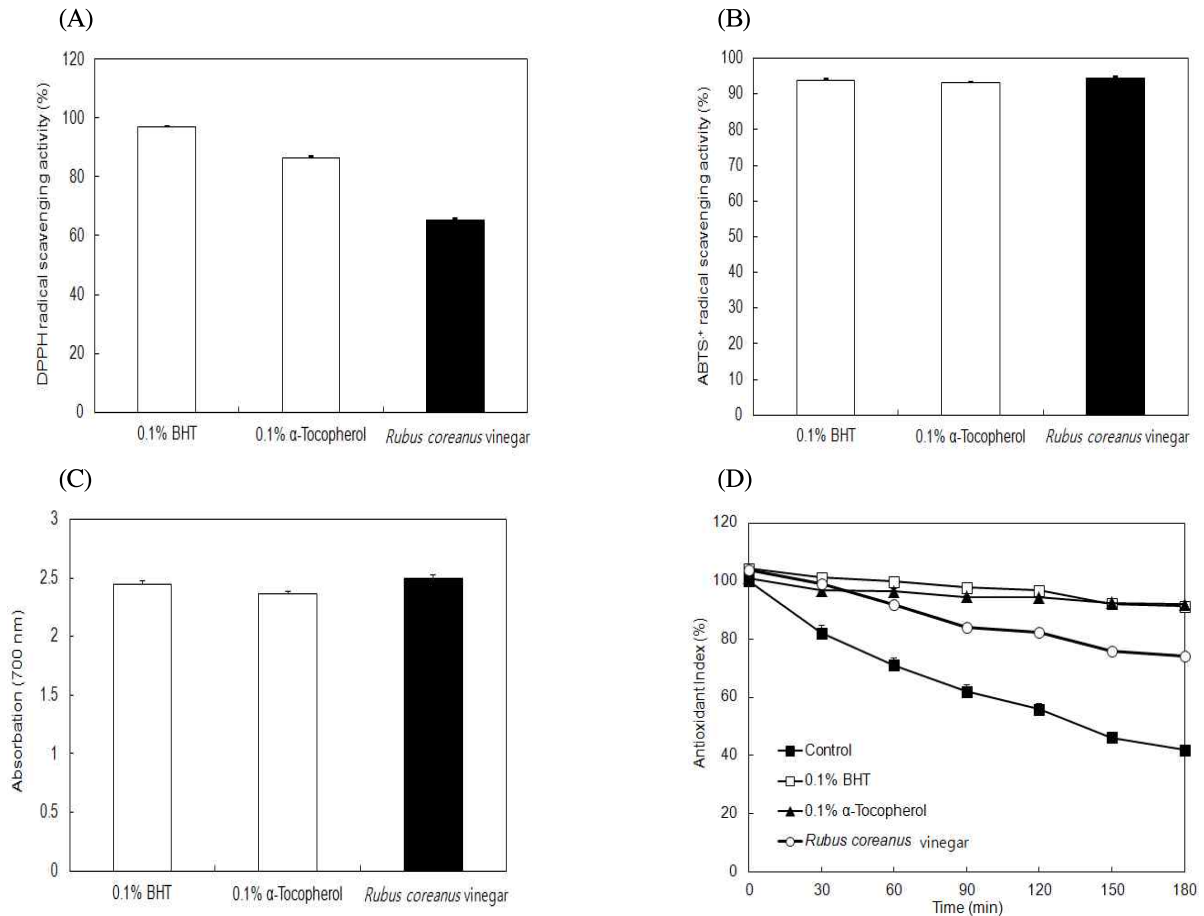 (A)
DPPH radical scavenging activity (%)
120
100
80
60
40
20
0
0.1% BHT
0.1% α-Tocopherol
Rubus coreanus vinegar
(B)
ABTS·+ radical scavenging activity (%)
100
90
80
70
60
50
40
30
20
10
0
0.1% BHT
0.1% α-Tocopherol
Rubus coreanus vinegar
(C)
Absorbation (700 nm)
3
2.5
2
1.5
1
0.5
0
0.1% BHT
0.1% α-Tocopherol
Rubus coreanus vinegar
(D)
Antioxidant Index (%)
120
100
80
60
40
20
0
Control
0.1% BHT
0.1% α-Tocopherol
Rubus coreanus vinegar
0 30 60 90 120 150 180
Time (min)